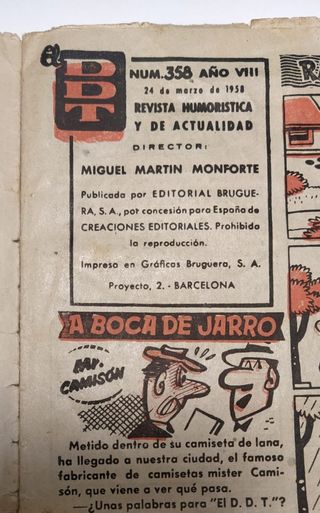 El
DDT
NUM. 358 AÑO VIII
24 de marzo de 1958
REVISTA HUMORISTICA
Y DE ACTUALIDAD
DIRECTOR:
MIGUEL MARTIN MONFORTE
Publicada por EDITORIAL BRUGUE-
RA, S. A., por concesión para España de
CREACIONES EDITORIALES. Prohibida
la reproducción.
Impresa en Gráficas Bruguera, S. A.
Proyecto, 2. - BARCELONA
A BOCA DE JARRO
MR.
CAMISÓN
Metido dentro de su camiseta de lana,
ha llegado a nuestra ciudad, el famoso
fabricante de camisetas mister Cami-
són, que viene a ver qué pasa.
—¿Unas palabras para "El D. D. T."?